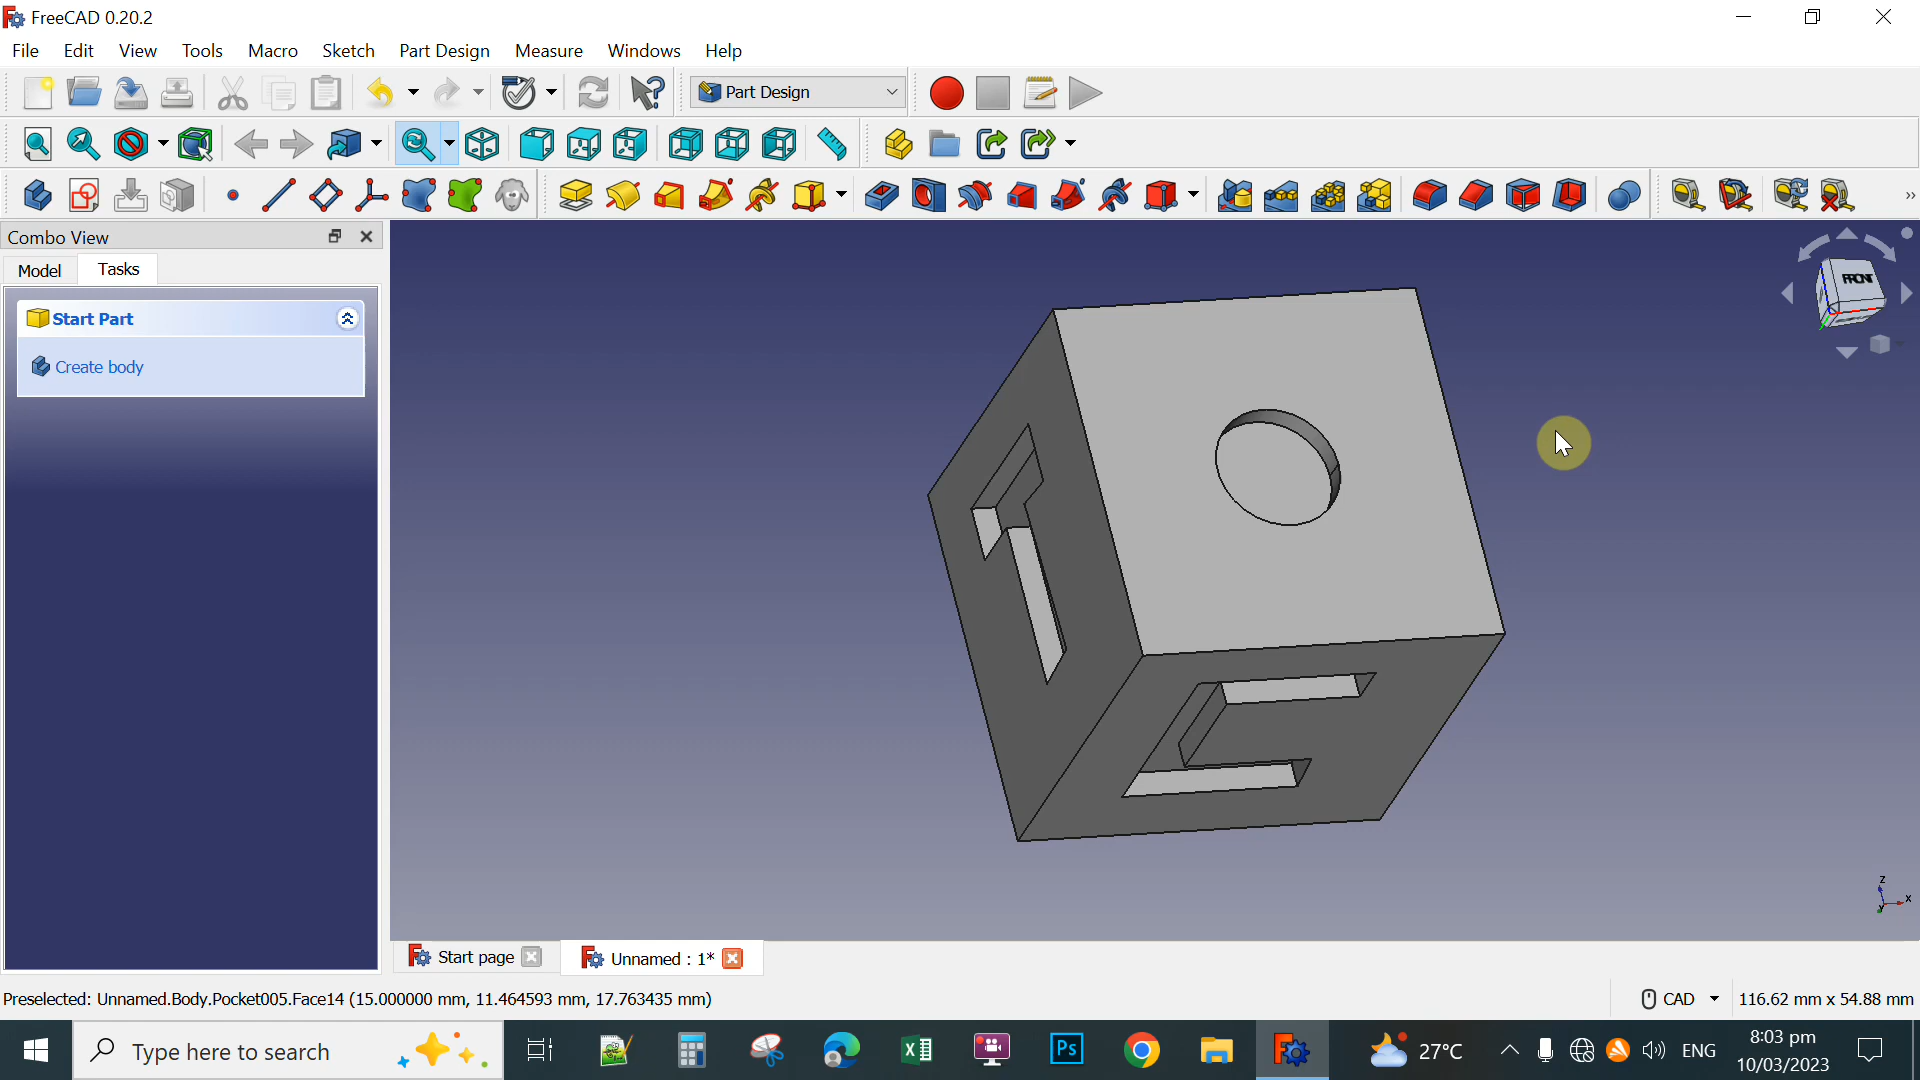 FreeCAD 0.20.2
File Edit View Tools Macro Sketch Part Design Measure Windows Help
Part Design
Combo View
Model Tasks
Start Part
Create body
FRONT
z
x
y
Start page Unnamed : 1*
Preselected: Unnamed.Body.Pocket005.Face14 (15.000000 mm, 11.464593 mm, 17.763435 mm)
CAD 116.62 mm x 54.88 mm
Type here to search
Ps
27°C
ENG
8:03 pm
10/03/2023